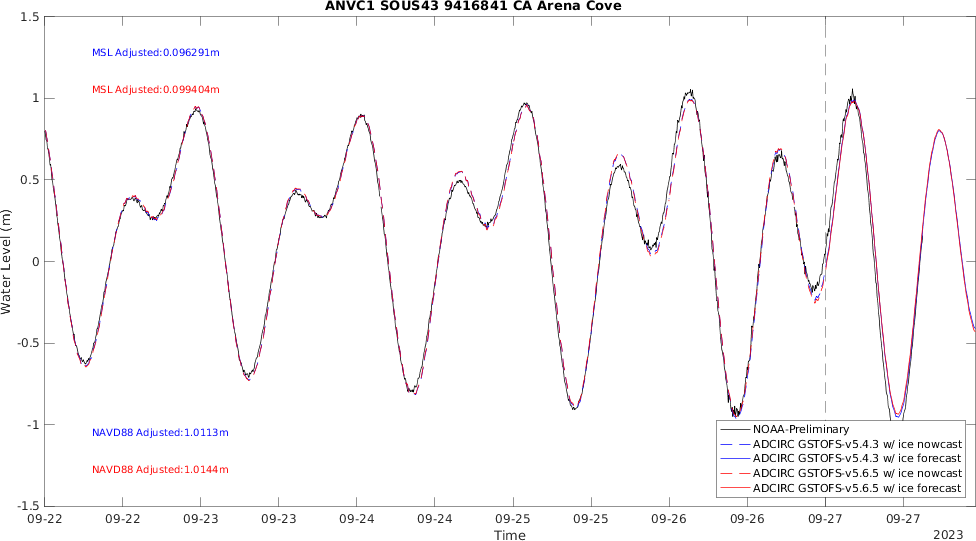 ANVC1 SOUS43 9416841 CA Arena Cove
1.5
MSL Adjusted:0.096291m
1
MSL Adjusted:0.099404m
0.5
0
Water Level (m)
-0.5
-1
NAVD88 Adjusted:1.0113m
NAVD88 Adjusted:1.0144m
-1.5
NOAA-Preliminary
ADCIRC GSTOFS-v5.4.3 w/ ice nowcast
ADCIRC GSTOFS-v5.4.3 w/ ice forecast
ADCIRC GSTOFS-v5.6.5 w/ ice nowcast
ADCIRC GSTOFS-v5.6.5 w/ ice forecast
09-22 09-22 09-23 09-23 09-24 09-24 09-25 09-25 09-26 09-26 09-27 09-27
Time
2023